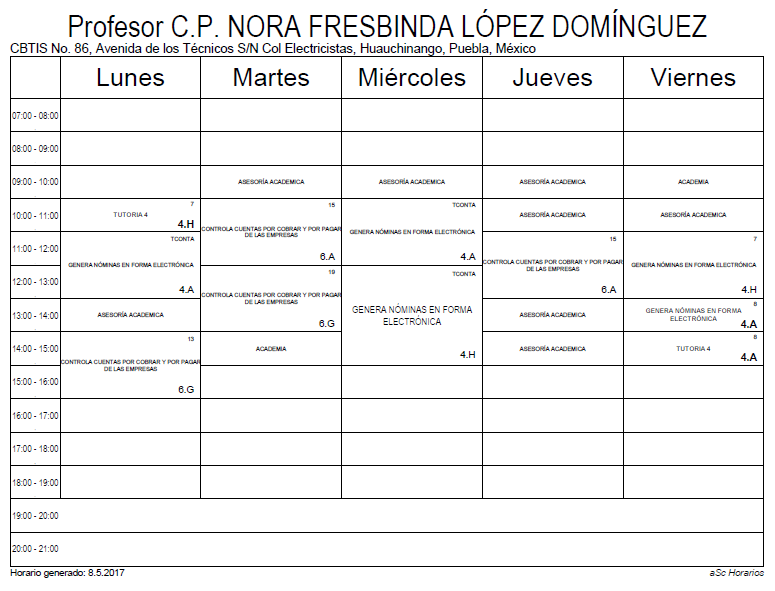 Profesor C.P. NORA FRESBINDA LÓPEZ DOMÍNGUEZ
CBTIS No. 86, Avenida de los Técnicos S/N Col Electricistas, Huauchinango, Puebla, México
Lunes Martes Miércoles Jueves Viernes
07:00 - 08:00
08:00 - 09:00
09:00 - 10:00
ASESORÍA ACADEMICA
ASESORÍA ACADEMICA
ASESORÍA ACADEMICA
ACADEMIA
10:00 - 11:00
7
TUTORIA 4
4.H
15
CONTROLA CUENTAS POR COBRAR Y POR PAGAR
DE LAS EMPRESAS
6.A
TCONTA
GENERA NÓMINAS EN FORMA ELECTRÓNICA
4.A
ASESORÍA ACADEMICA
ASESORÍA ACADEMICA
11:00 - 12:00
TCONTA
GENERA NÓMINAS EN FORMA ELECTRÓNICA
4.A
15
CONTROLA CUENTAS POR COBRAR Y POR PAGAR
DE LAS EMPRESAS
6.A
7
GENERA NÓMINAS EN FORMA ELECTRÓNICA
4.H
12:00 - 13:00
19
CONTROLA CUENTAS POR COBRAR Y POR PAGAR
DE LAS EMPRESAS
6.G
TCONTA
GENERA NÓMINAS EN FORMA
ELECTRÓNICA
4.H
13:00 - 14:00
ASESORÍA ACADEMICA
ASESORÍA ACADEMICA
8
GENERA NÓMINAS EN FORMA
ELECTRÓNICA
4.A
14:00 - 15:00
13
CONTROLA CUENTAS POR COBRAR Y POR PAGAR
DE LAS EMPRESAS
6.G
ACADEMIA
ASESORÍA ACADEMICA
8
TUTORIA 4
4.A
15:00 - 16:00
16:00 - 17:00
17:00 - 18:00
18:00 - 19:00
19:00 - 20:00
20:00 - 21:00
Horario generado: 8.5.2017
aSc Horarios